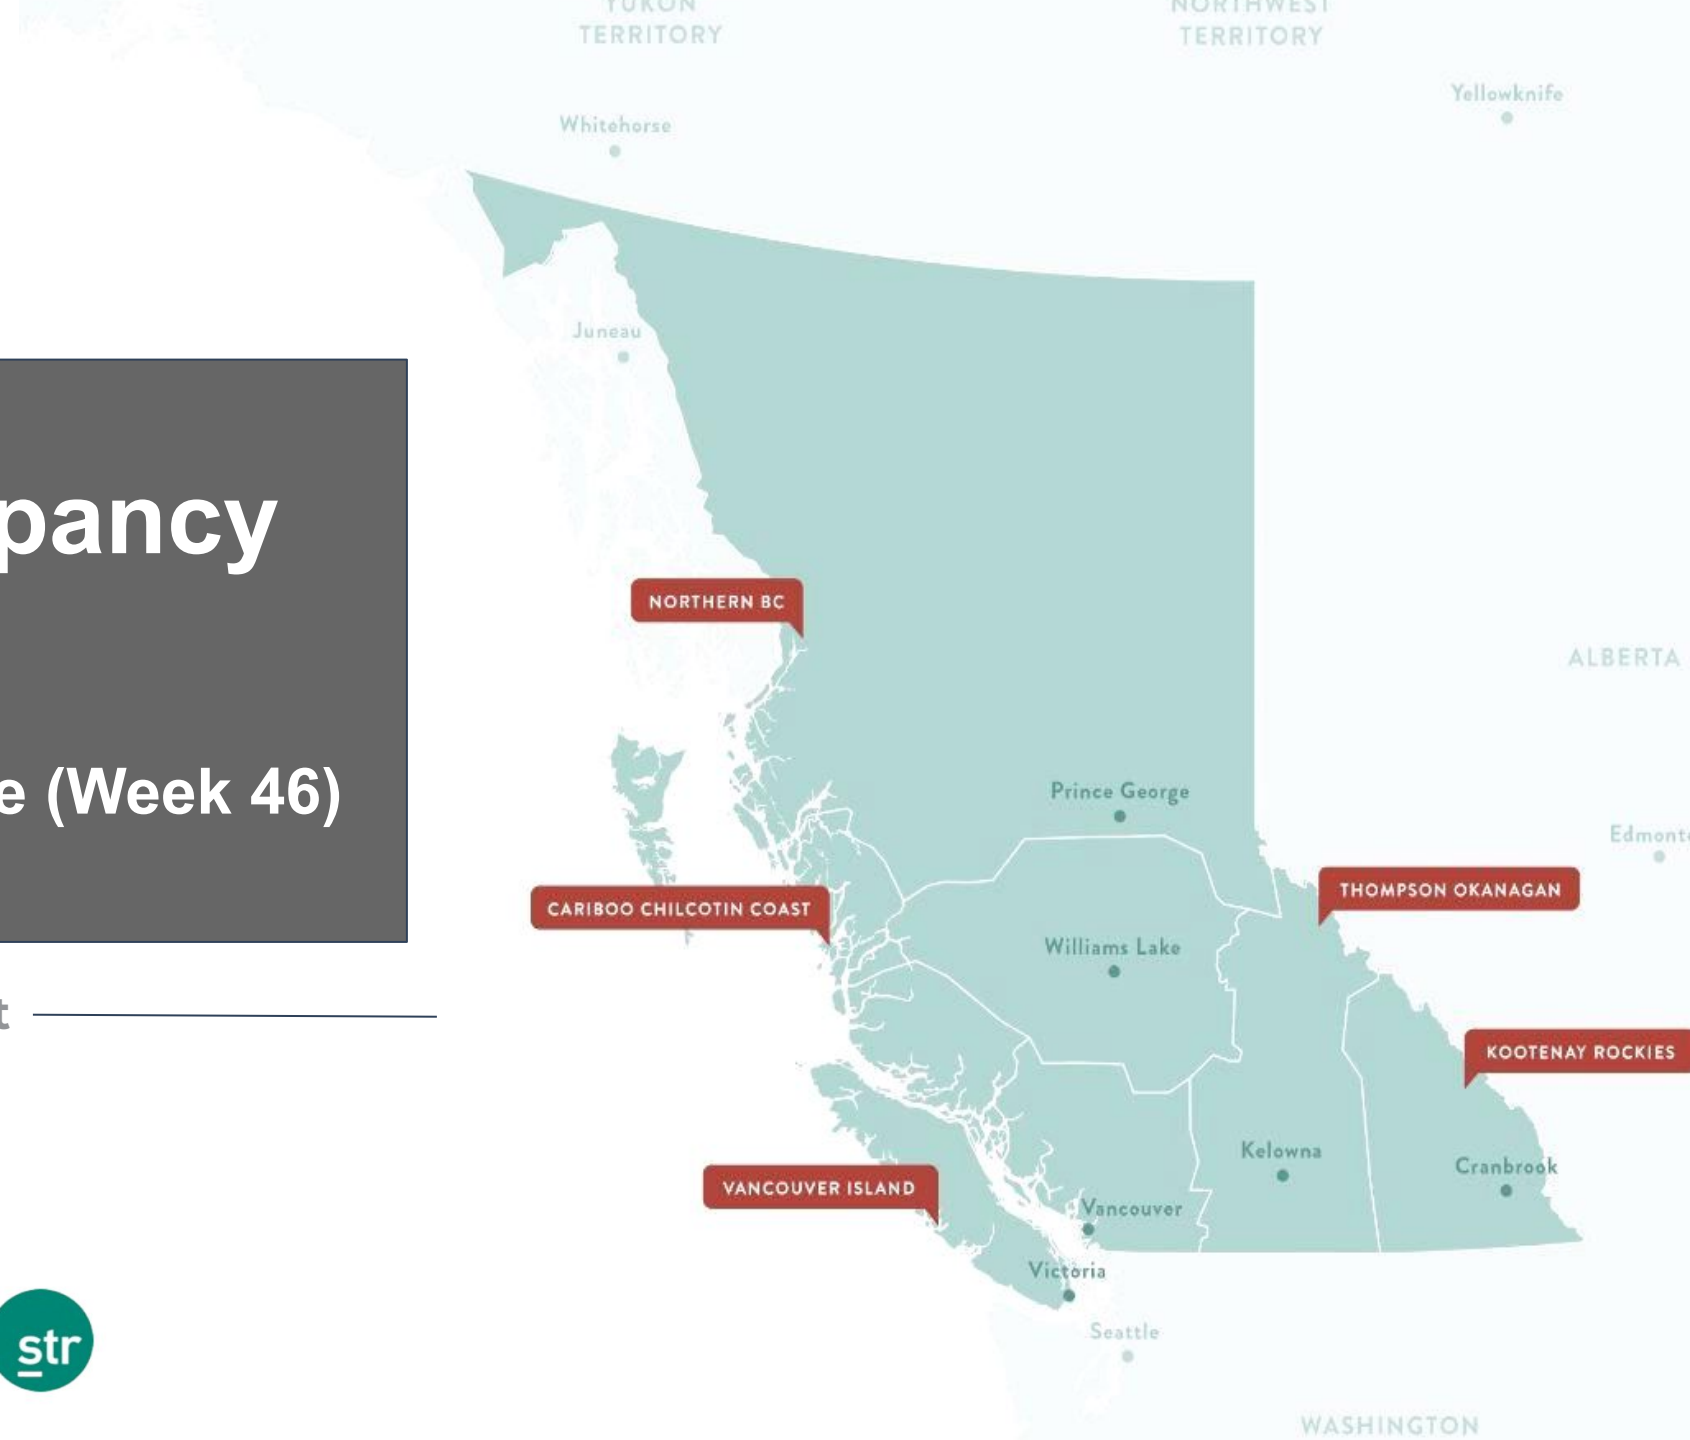 YUKON
TERRITORY
NORTHWEST
TERRITORY
Yellowknife
Whitehorse
Juneau
pancy
NORTHERN BC
ALBERTA
e (Week 46)
Prince George
Edmont
THOMPSON OKANAGAN
CARIBOO CHILCOTIN COAST
Williams Lake
t
KOOTENAY ROCKIES
Kelowna
Cranbrook
VANCOUVER ISLAND
Vancouver
Victoria
Seattle
str
WASHINGTON